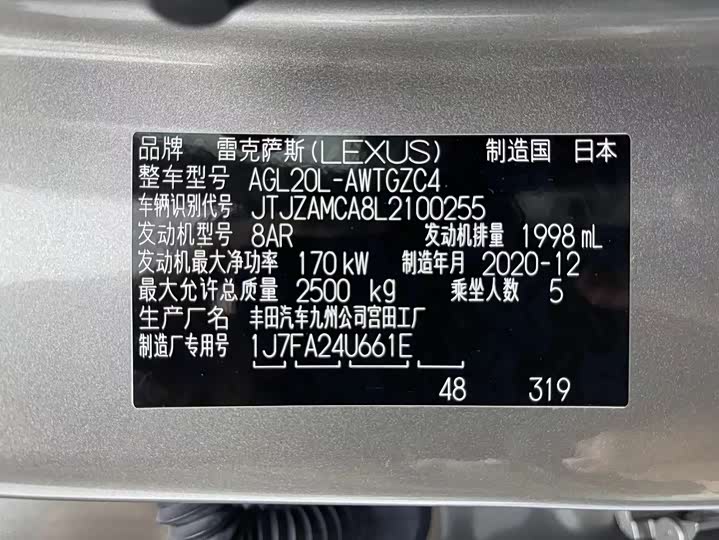 品牌 雷克萨斯(LEXUS) 制造国 日本
整车型号 AGL20L-AWTGZC4
车辆识别代号 JTJZAMCA8L2100255
发动机型号 8AR 发动机排量 1998 mL
发动机最大净功率 170 kW 制造年月 2020-12
最大允许总质量 2500 kg 乘坐人数 5
生产厂名 丰田汽车九州公司宫田工厂
制造厂专用号 1J7FA24U661E
48 319